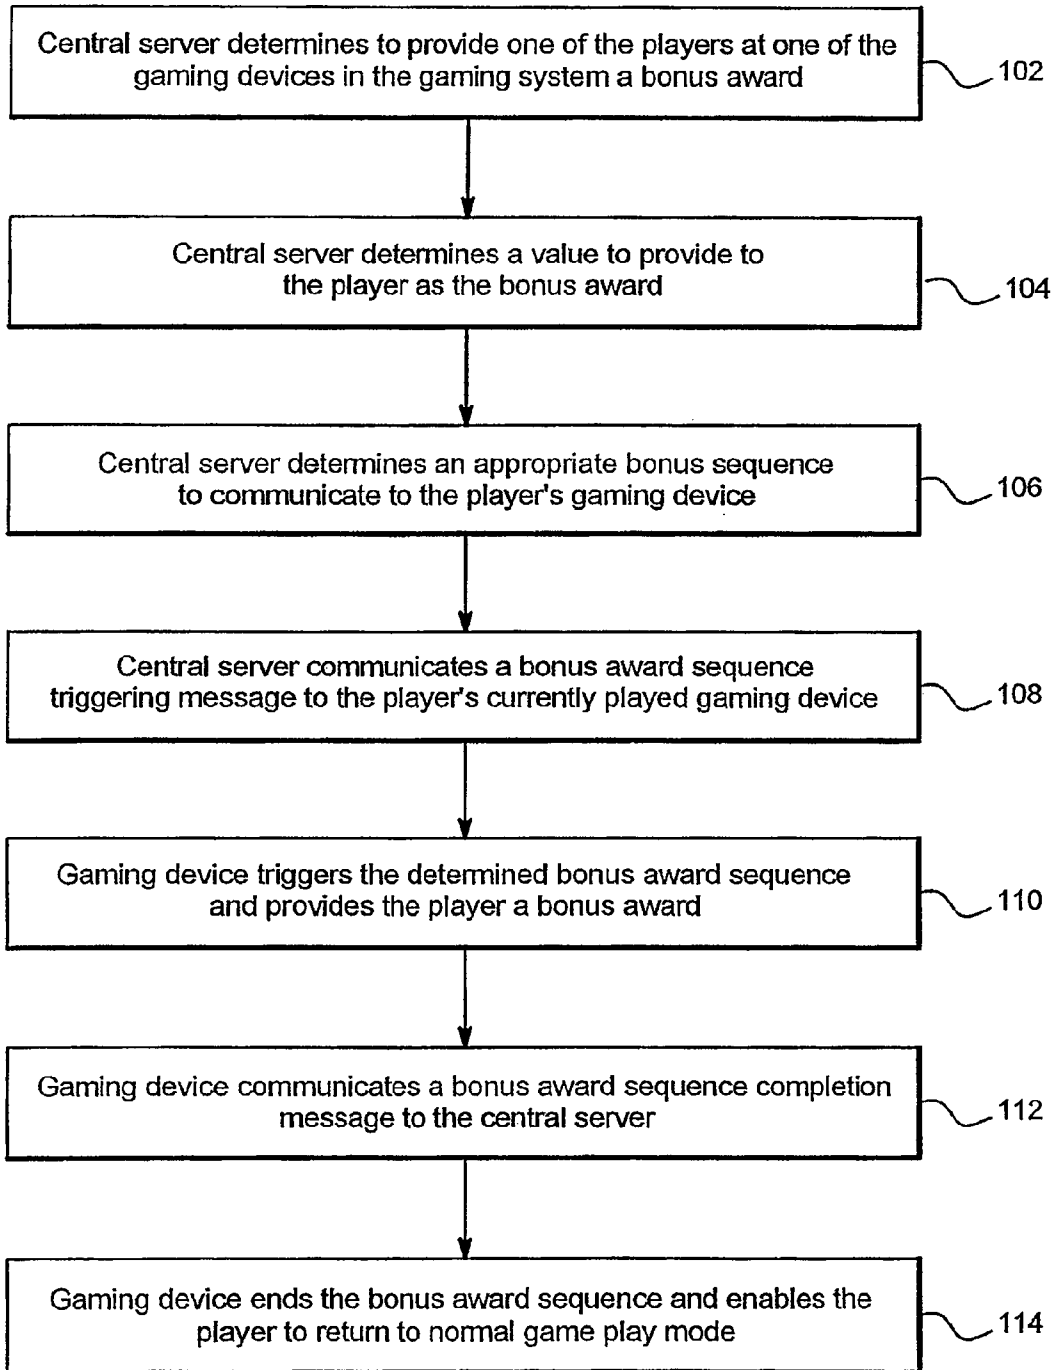 Central server determines to provide one of the players at one of the
gaming devices in the gaming system a bonus award
102
Central server determines a value to provide to
the player as the bonus award
104
Central server determines an appropriate bonus sequence
to communicate to the player's gaming device
106
Central server communicates a bonus award sequence
triggering message to the player's currently played gaming device
108
Gaming device triggers the determined bonus award sequence
and provides the player a bonus award
110
Gaming device communicates a bonus award sequence completion
message to the central server
112
Gaming device ends the bonus award sequence and enables the
player to return to normal game play mode
114